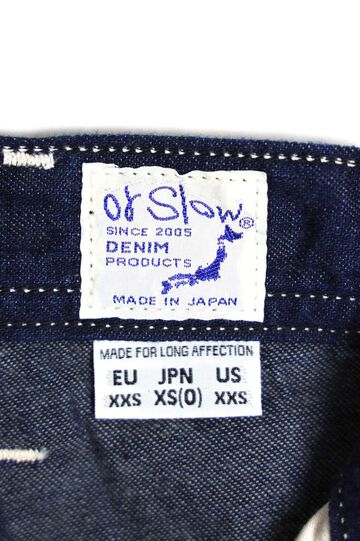 or Slow®
SINCE 2005
DENIM
PRODUCTS
MADE IN JAPAN
MADE FOR LONG AFFECTION
EU JPN US
XXS XS(0) XXS